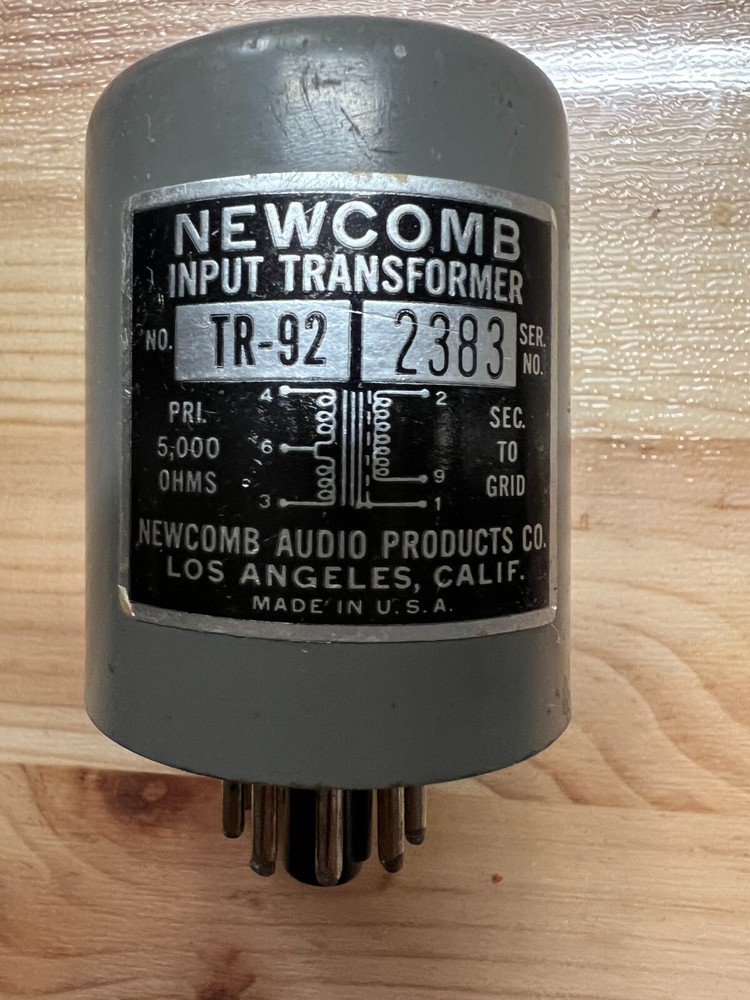 NEWCOMB
INPUT TRANSFORMER
NO. TR-92 2383 SER. NO.
4 2
PRI. 5,000 OHMS
6
SEC. TO GRID
9
3 1
NEWCOMB AUDIO PRODUCTS CO.
LOS ANGELES, CALIF.
MADE IN U.S.A.